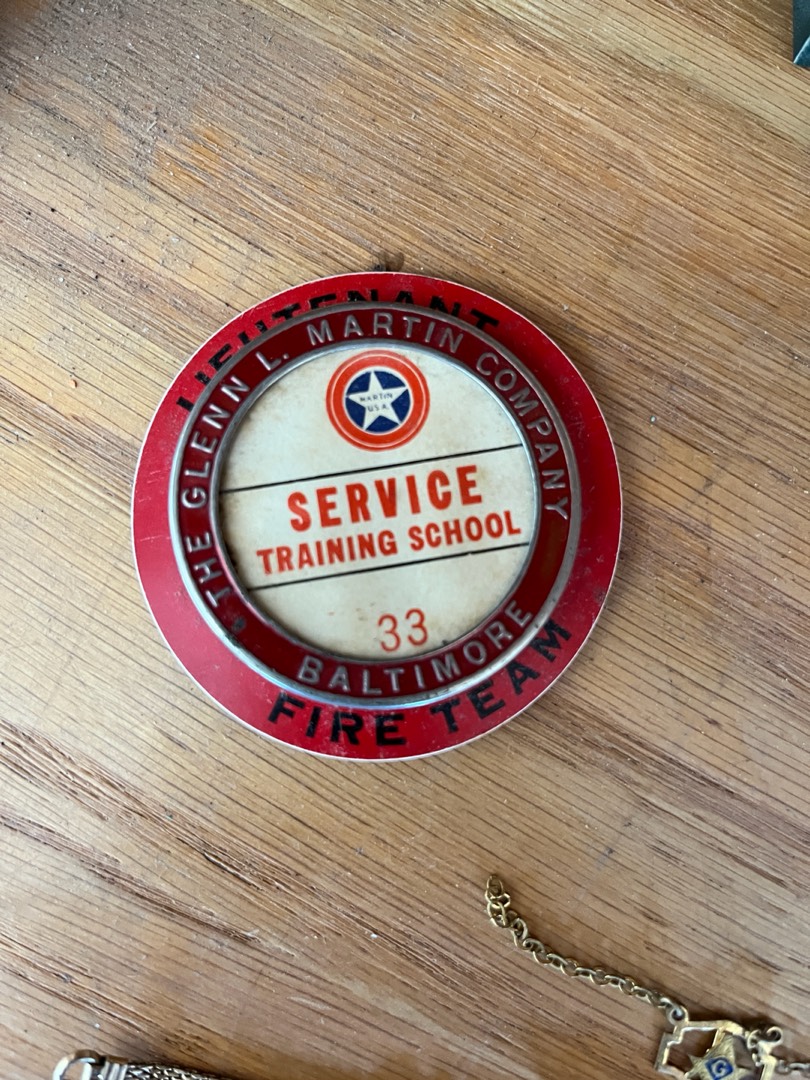 LIEUTENANT
THE GLENN L. MARTIN COMPANY
MARTIN
U.S.A.
SERVICE
TRAINING SCHOOL
33
BALTIMORE
FIRE TEAM
G